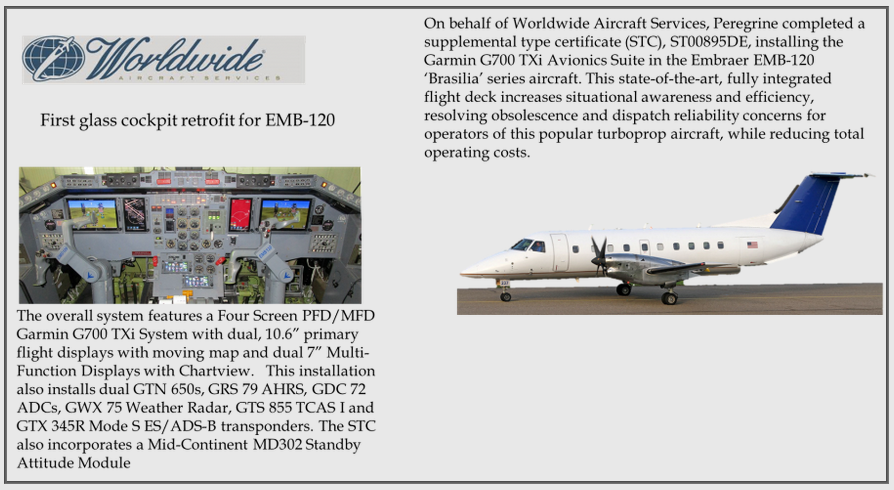 Worldwide
AIRCRAFT SERVICES
First glass cockpit retrofit for EMB-120
The overall system features a Four Screen PFD/MFD
Garmin G700 TXi System with dual, 10.6” primary
flight displays with moving map and dual 7” Multi-
Function Displays with Chartview. This installation
also installs dual GTN 650s, GRS 79 AHRS, GDC 72
ADCs, GWX 75 Weather Radar, GTS 855 TCAS I and
GTX 345R Mode S ES/ADS-B transponders. The STC
also incorporates a Mid-Continent MD302 Standby
Attitude Module
On behalf of Worldwide Aircraft Services, Peregrine completed a
supplemental type certificate (STC), ST00895DE, installing the
Garmin G700 TXi Avionics Suite in the Embraer EMB-120
‘Brasilia’ series aircraft. This state-of-the-art, fully integrated
flight deck increases situational awareness and efficiency,
resolving obsolescence and dispatch reliability concerns for
operators of this popular turboprop aircraft, while reducing total
operating costs.